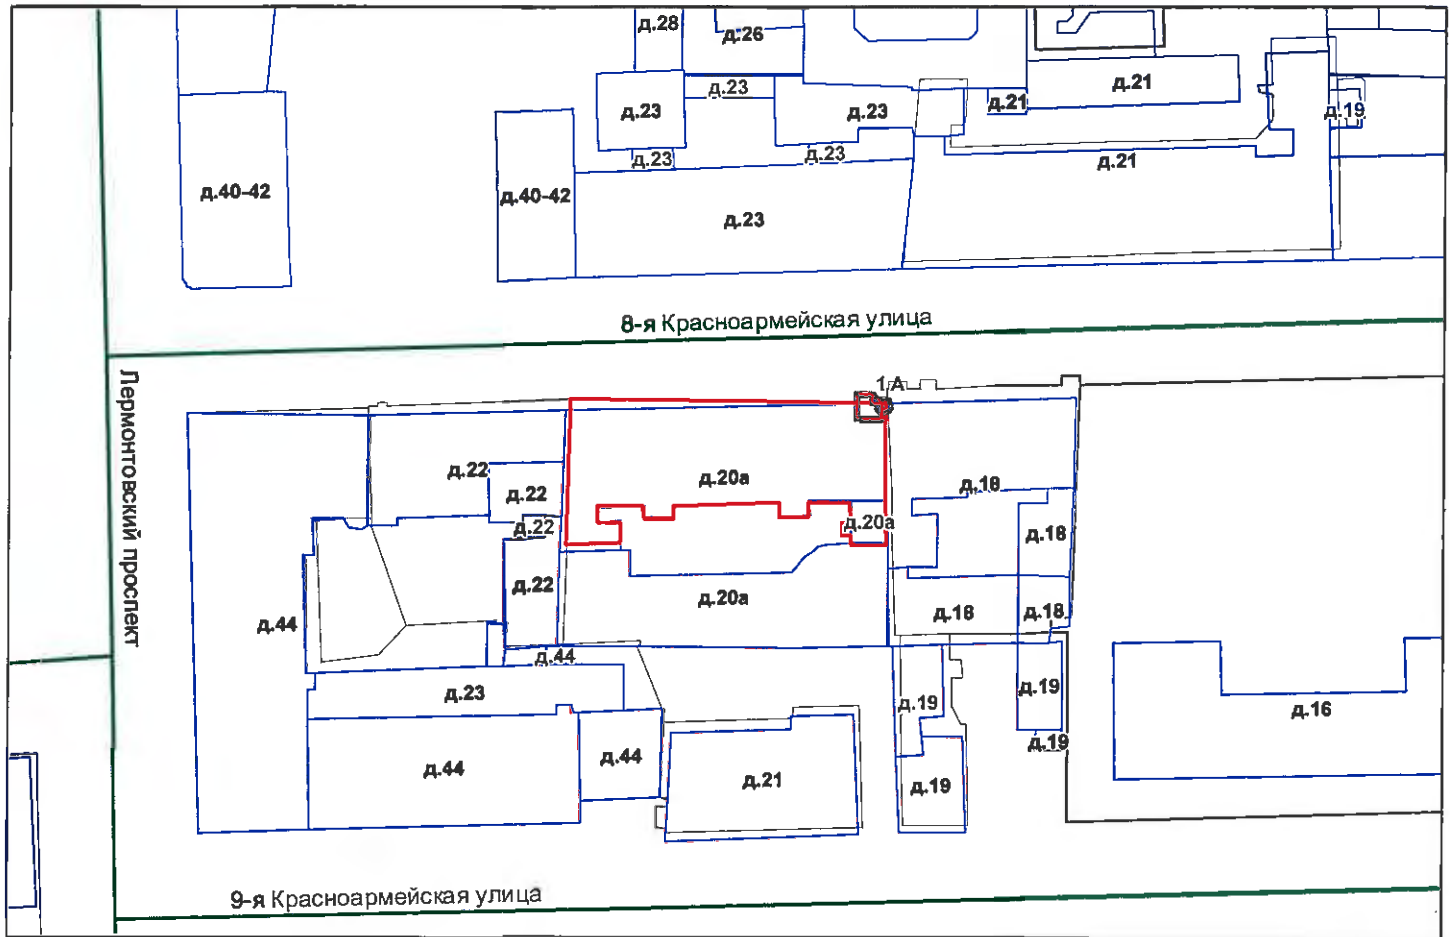 д.28
д.26
д.23
д.21
д.21
д.23
д.23
д.19
д.23
д.23
д.21
д.40-42
д.40-42
д.23
8-я Красноармейская улица
Лермонтовский проспект
1 А
д.22
д.20а
д.18
д.22
д.22
д.20а
д.18
д.22
д.20а
д.18
д.18
д.44
д.44
д.23
д.19
д.19
д.16
д.19
д.44
д.44
д.21
д.19
9-я Красноармейская улица